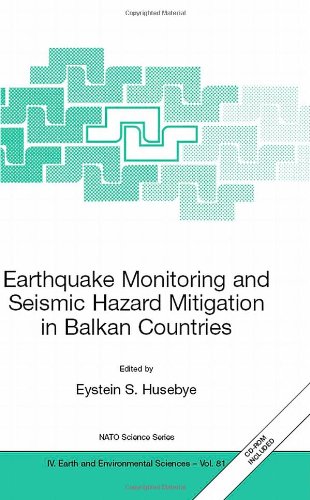 Earthquake Monitoring and
Seismic Hazard Mitigation
in Balkan Countries
Edited by
Eystein S. Husebye
NATO Science Series
IV. Earth and Environmental Sciences – Vol. 81
CD-ROM
INCLUDED